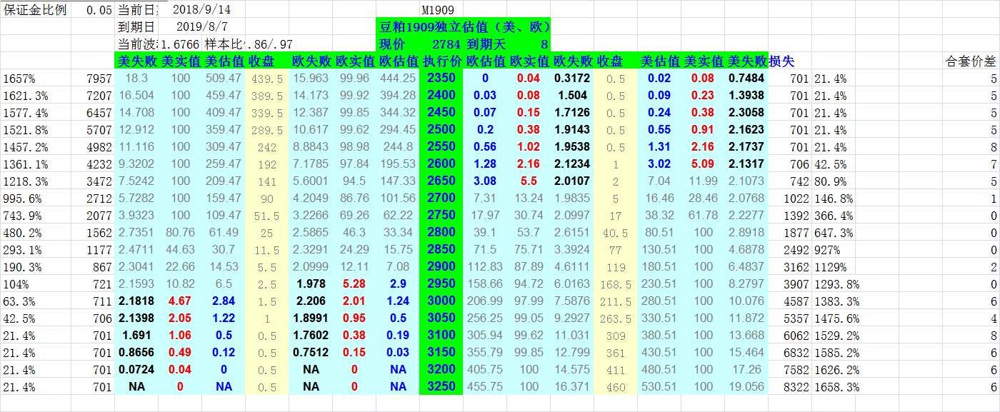 保证金比例 0.05 当前日 2018/9/14 M1909
到期日 2019/8/7 豆粕1909独立估值（美、欧）
当前波 1.6766 样本比 .86/.97 现价 2784 到期天 8
美失败 美实值 美估值 收盘 欧失败 欧实值 欧估值 执行价 欧估值 欧实值 欧失败 收盘 美估值 美实值 美失败 损失 合套价差
1657% 7957 18.3 100 509.47 439.5 15.963 99.96 444.25 2350 0 0.04 0.3172 0.5 0.02 0.08 0.7484 701 21.4% 5
1621.3% 7207 16.504 100 459.47 389.5 14.173 99.92 394.28 2400 0.03 0.08 1.504 0.5 0.09 0.23 1.3938 701 21.4% 5
1577.4% 6457 14.708 100 409.47 339.5 12.387 99.85 344.32 2450 0.07 0.15 1.7126 0.5 0.24 0.38 2.3058 701 21.4% 5
1521.8% 5707 12.912 100 359.47 289.5 10.617 99.62 294.45 2500 0.2 0.38 1.9143 0.5 0.55 0.91 2.1623 701 21.4% 5
1457.2% 4982 11.116 100 309.47 242 8.8843 98.98 244.8 2550 0.56 1.02 1.9538 0.5 1.31 2.16 2.1737 701 21.4% 8
1361.1% 4232 9.3202 100 259.47 192 7.1785 97.84 195.53 2600 1.28 2.16 2.1234 1 3.02 5.09 2.1317 706 42.5% 7
1218.3% 3472 7.5242 100 209.47 141 5.6001 94.5 147.33 2650 3.08 5.5 2.0107 2 7.04 11.99 2.1073 742 80.9% 5
995.6% 2712 5.7282 100 159.47 90 4.2049 86.76 101.56 2700 7.31 13.24 1.9835 5 16.46 28.46 2.0768 1022 146.8% 1
743.9% 2077 3.9323 100 109.47 51.5 3.2266 69.26 62.22 2750 17.97 30.74 2.0997 17 38.32 61.78 2.2277 1392 366.4% 0
480.2% 1562 2.7351 80.76 61.49 25 2.5865 46.3 33.34 2800 39.1 53.7 2.6151 40.5 80.51 100 2.8918 1877 647.3% 0
293.1% 1177 2.4711 44.63 30.7 11.5 2.3291 24.29 15.75 2850 71.5 75.71 3.3924 77 130.51 100 4.6878 2492 927% 0
190.3% 867 2.3041 22.66 14.53 5.5 2.0999 12.11 7.08 2900 112.83 87.89 4.6111 119 180.51 100 6.4837 3162 1129% 2
104% 721 2.1593 10.82 6.5 2.5 1.978 5.28 2.9 2950 158.66 94.72 6.0163 168.5 230.51 100 8.2797 3907 1293.8% 0
63.3% 711 2.1818 4.67 2.84 1.5 2.206 2.01 1.24 3000 206.99 97.99 7.5876 211.5 280.51 100 10.076 4587 1383.3% 6
42.5% 706 2.1398 2.05 1.22 1 1.8991 0.95 0.5 3050 256.25 99.05 9.2927 263.5 330.51 100 11.872 5357 1475.6% 4
21.4% 701 1.691 1.06 0.5 0.5 1.7602 0.38 0.19 3100 305.94 99.62 11.031 309 380.51 100 13.668 6062 1529.2% 8
21.4% 701 0.8656 0.49 0.12 0.5 0.7512 0.15 0.03 3150 355.79 99.85 12.799 361 430.51 100 15.464 6832 1585.2% 6
21.4% 701 0.0724 0.04 0 0.5 NA 0 NA 3200 405.75 100 14.575 411 480.51 100 17.26 7582 1626.2% 6
21.4% 701 NA 0 NA 0.5 NA 0 NA 3250 455.75 100 16.371 460 530.51 100 19.056 8322 1658.3% 6